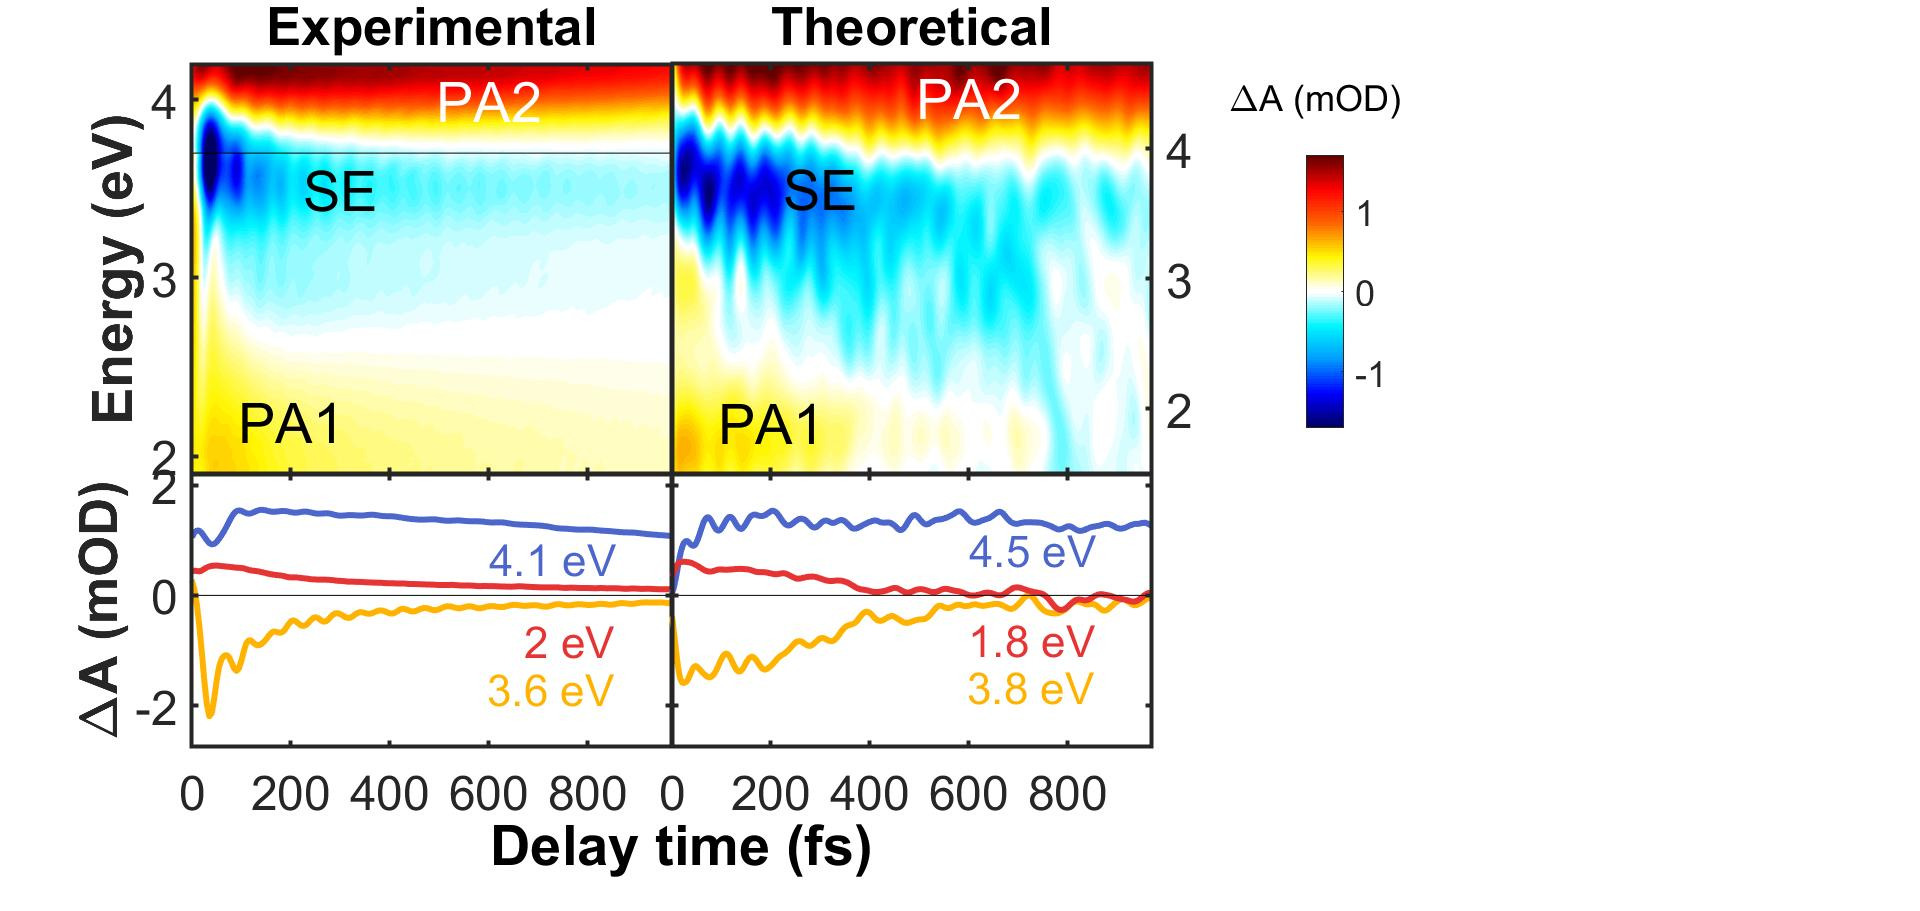 Experimental
Theoretical
ΔA (mOD)
Energy (eV)
4
3
2
PA2
SE
PA1
PA2
SE
PA1
4
3
2
1
0
-1
ΔA (mOD)
2
0
-2
4.1 eV
2 eV
3.6 eV
4.5 eV
1.8 eV
3.8 eV
0 200 400 600 800 0 200 400 600 800
Delay time (fs)